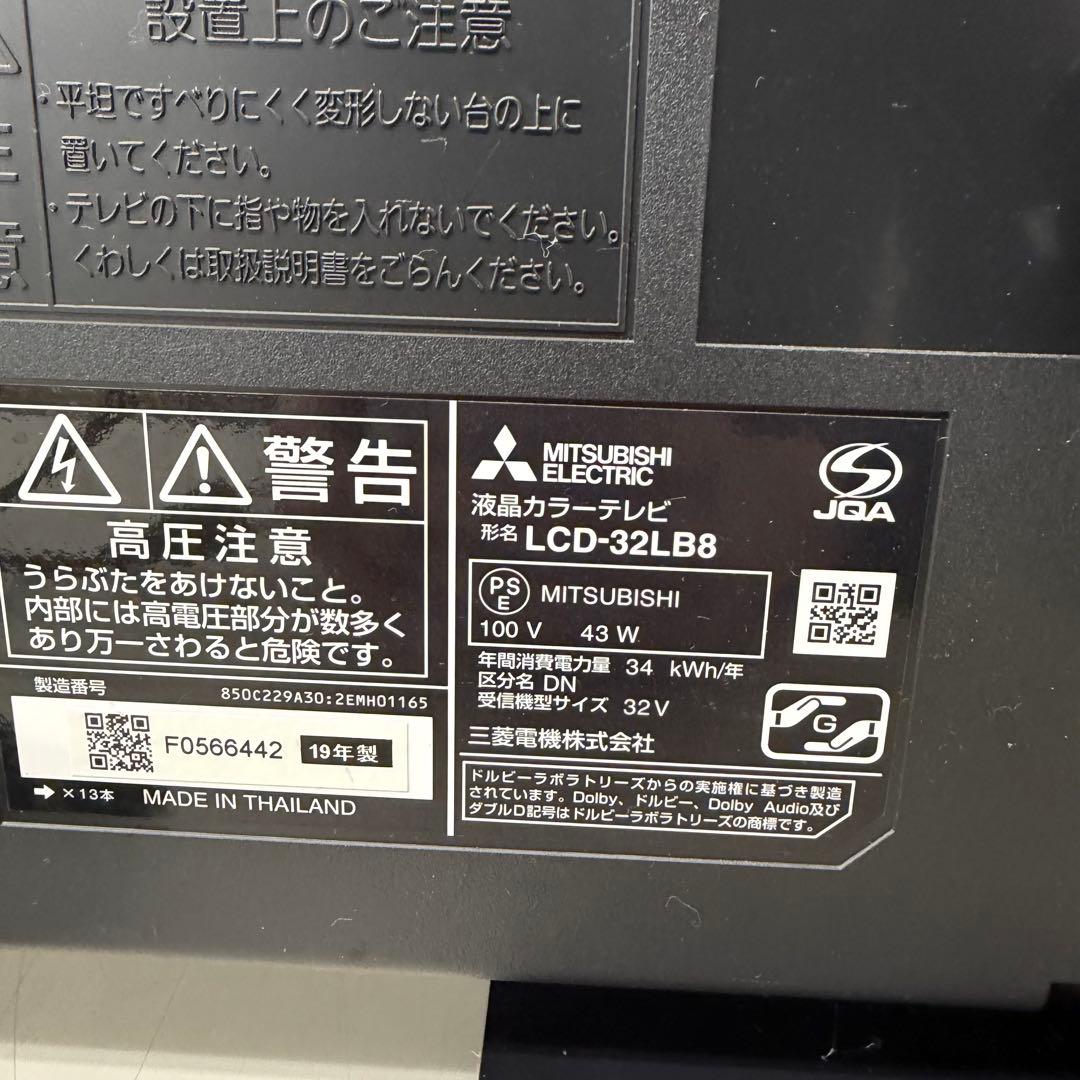 設置上のご注意
・平坦ですべりにくく変形しない台の上に
置いてください。
・テレビの下に指や物を入れないでください。
くわしくは取扱説明書をごらんください。
注
意
警告
高圧注意
うらぶたをあけないこと。
内部には高電圧部分が数多く
あり万一さわると危険です。
製造番号
850C229A30:2EMH01165
F0566442
19年製
➡×13本
MADE IN THAILAND
MITSUBISHI
ELECTRIC
JQA
液晶カラーテレビ
形名 LCD-32LB8
PS
E
MITSUBISHI
100 V 43 W
年間消費電力量 34 kWh/年
区分名 DN
受信機型サイズ 32V
G
三菱電機株式会社
ドルビーラボラトリーズからの実施権に基づき製造
されています。Dolby、ドルビー、Dolby Audio及び
ダブルD記号はドルビーラボラトリーズの商標です。